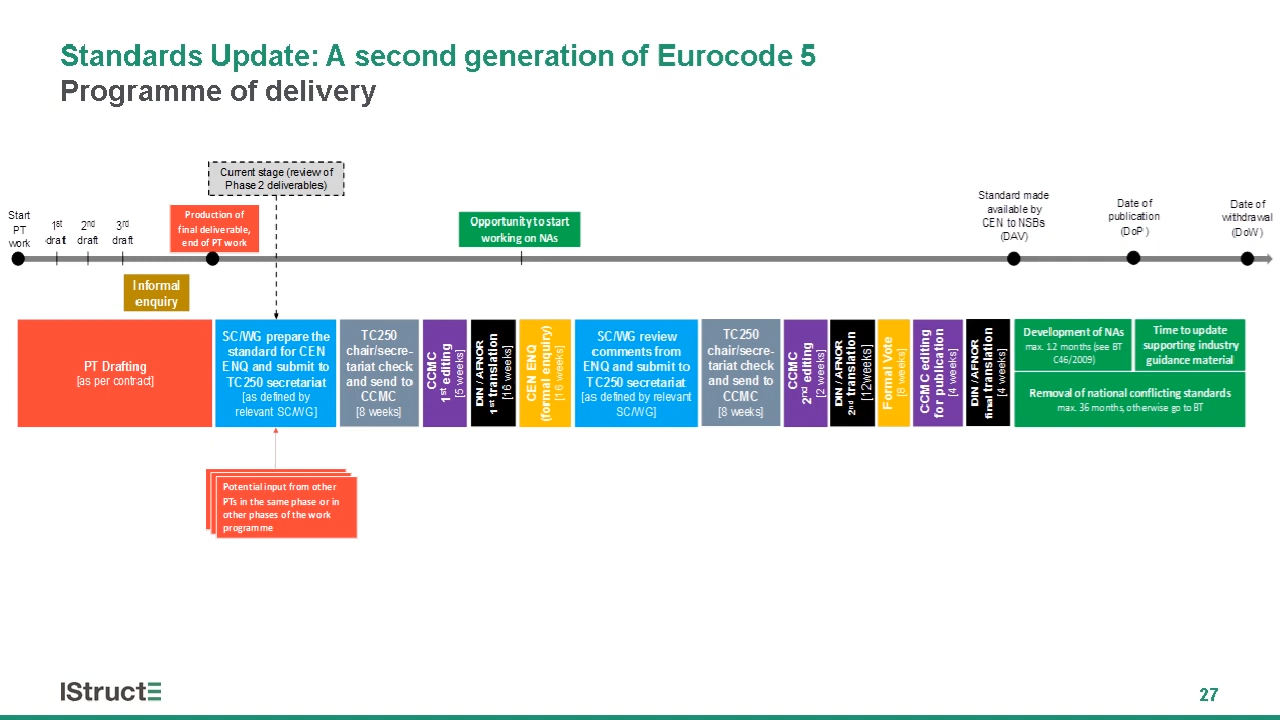 Standards Update: A second generation of Eurocode 5
Programme of delivery
Current stage (review of
Phase 2 deliverables)
Start
PT
work
1st
draft
2nd
draft
3rd
draft
Production of
final deliverable,
end of PT work
Opportunity to start
working on NAs
Standard made
available by
CEN to NSBs
(DAV)
Date of
publication
(DoP)
Date of
withdrawal
(DoW)
Informal
enquiry
PT Drafting
[as per contract]
SC/WG prepare the
standard for CEN
ENQ and submit to
TC250 secretariat
[as defined by
relevant SC/WG]
TC250
chair/secre-
tariat check
and send to
CCMC
[8 weeks]
CCMC
1st editing
[5 weeks]
DIN / AFNOR
1st translation
[16 weeks]
CEN ENQ
(formal enquiry)
[16 weeks]
SC/WG review
comments from
ENQ and submit to
TC250 secretariat
[as defined by relevant
SC/WG]
TC250
chair/secre-
tariat check
and send to
CCMC
[8 weeks]
CCMC
2nd editing
[2 weeks]
DIN / AFNOR
2nd translation
[12weeks]
Formal Vote
[8 weeks]
CCMC editing
for publication
[4 weeks]
DIN / AFNOR
final translation
[4 weeks]
Development of NAs
max. 12 months (see BT
C46/2009)
Time to update
supporting industry
guidance material
Removal of national conflicting standards
max. 36 months, otherwise go to BT
Potential input from other
PTs in the same phase or in
other phases of the work
programme
IStructE
27